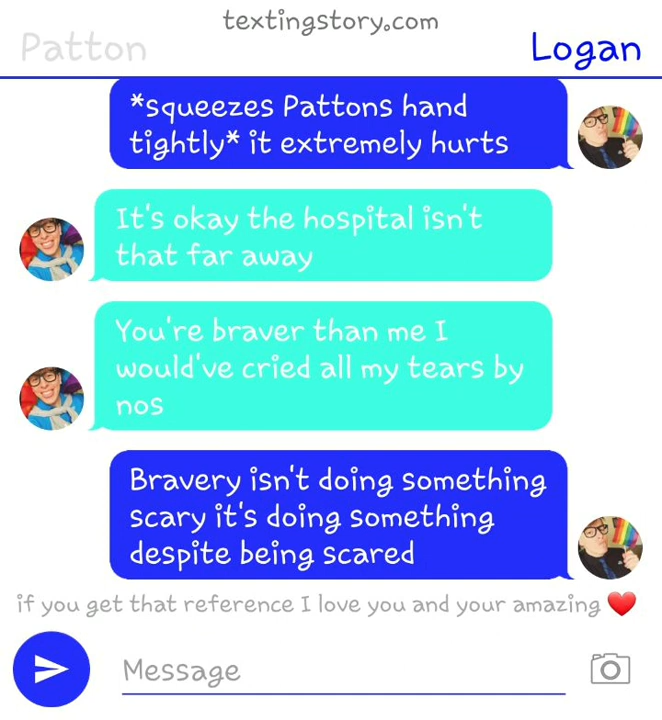 textingstory.com
Patton
Logan
*squeezes Pattons hand
tightly* it extremely hurts
It's okay the hospital isn't
that far away
You're braver than me I
would've cried all my tears by
nos
Bravery isn't doing something
scary it's doing something
despite being scared
if you get that reference I love you and your amazing ❤️
Message